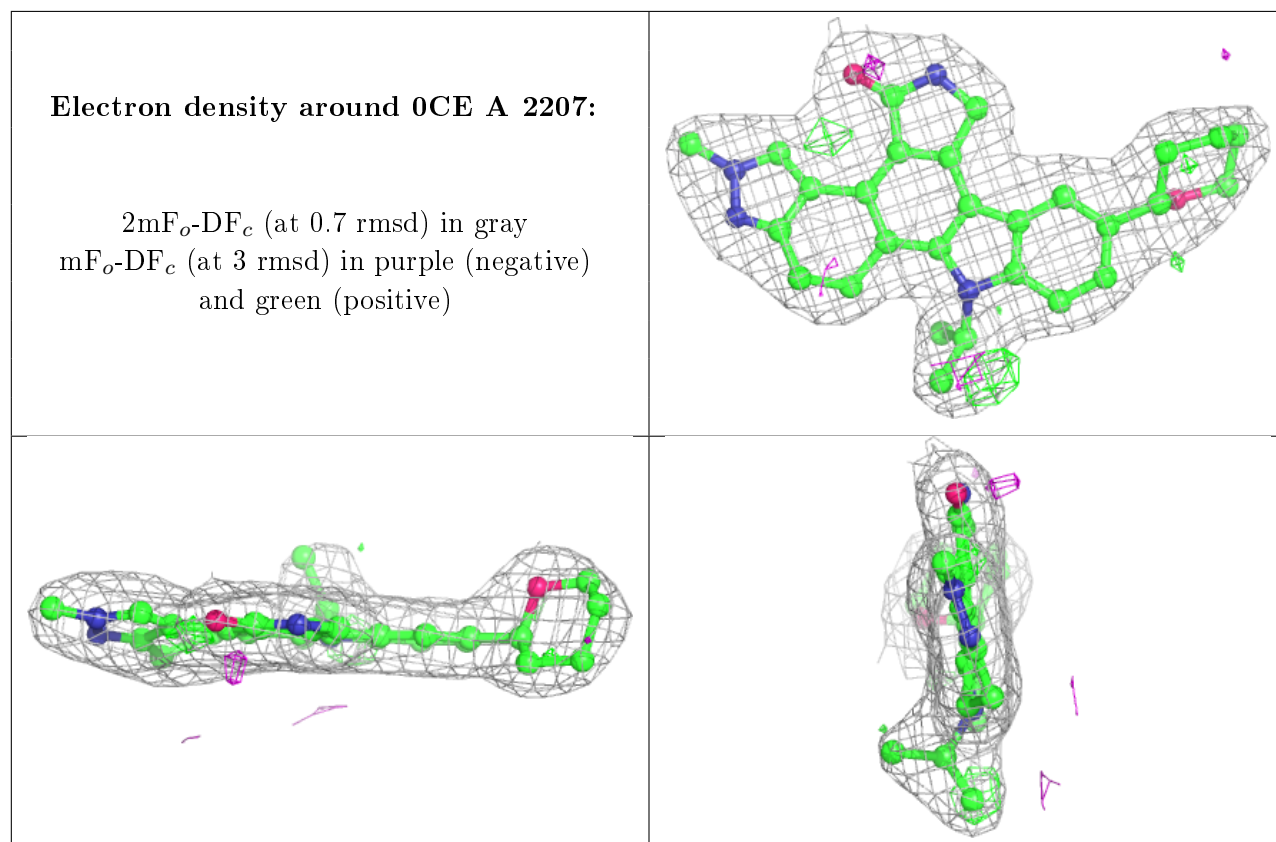 Electron density around 0CE A 2207:
2mFo-DFc (at 0.7 rmsd) in gray
mFo-DFc (at 3 rmsd) in purple (negative)
and green (positive)